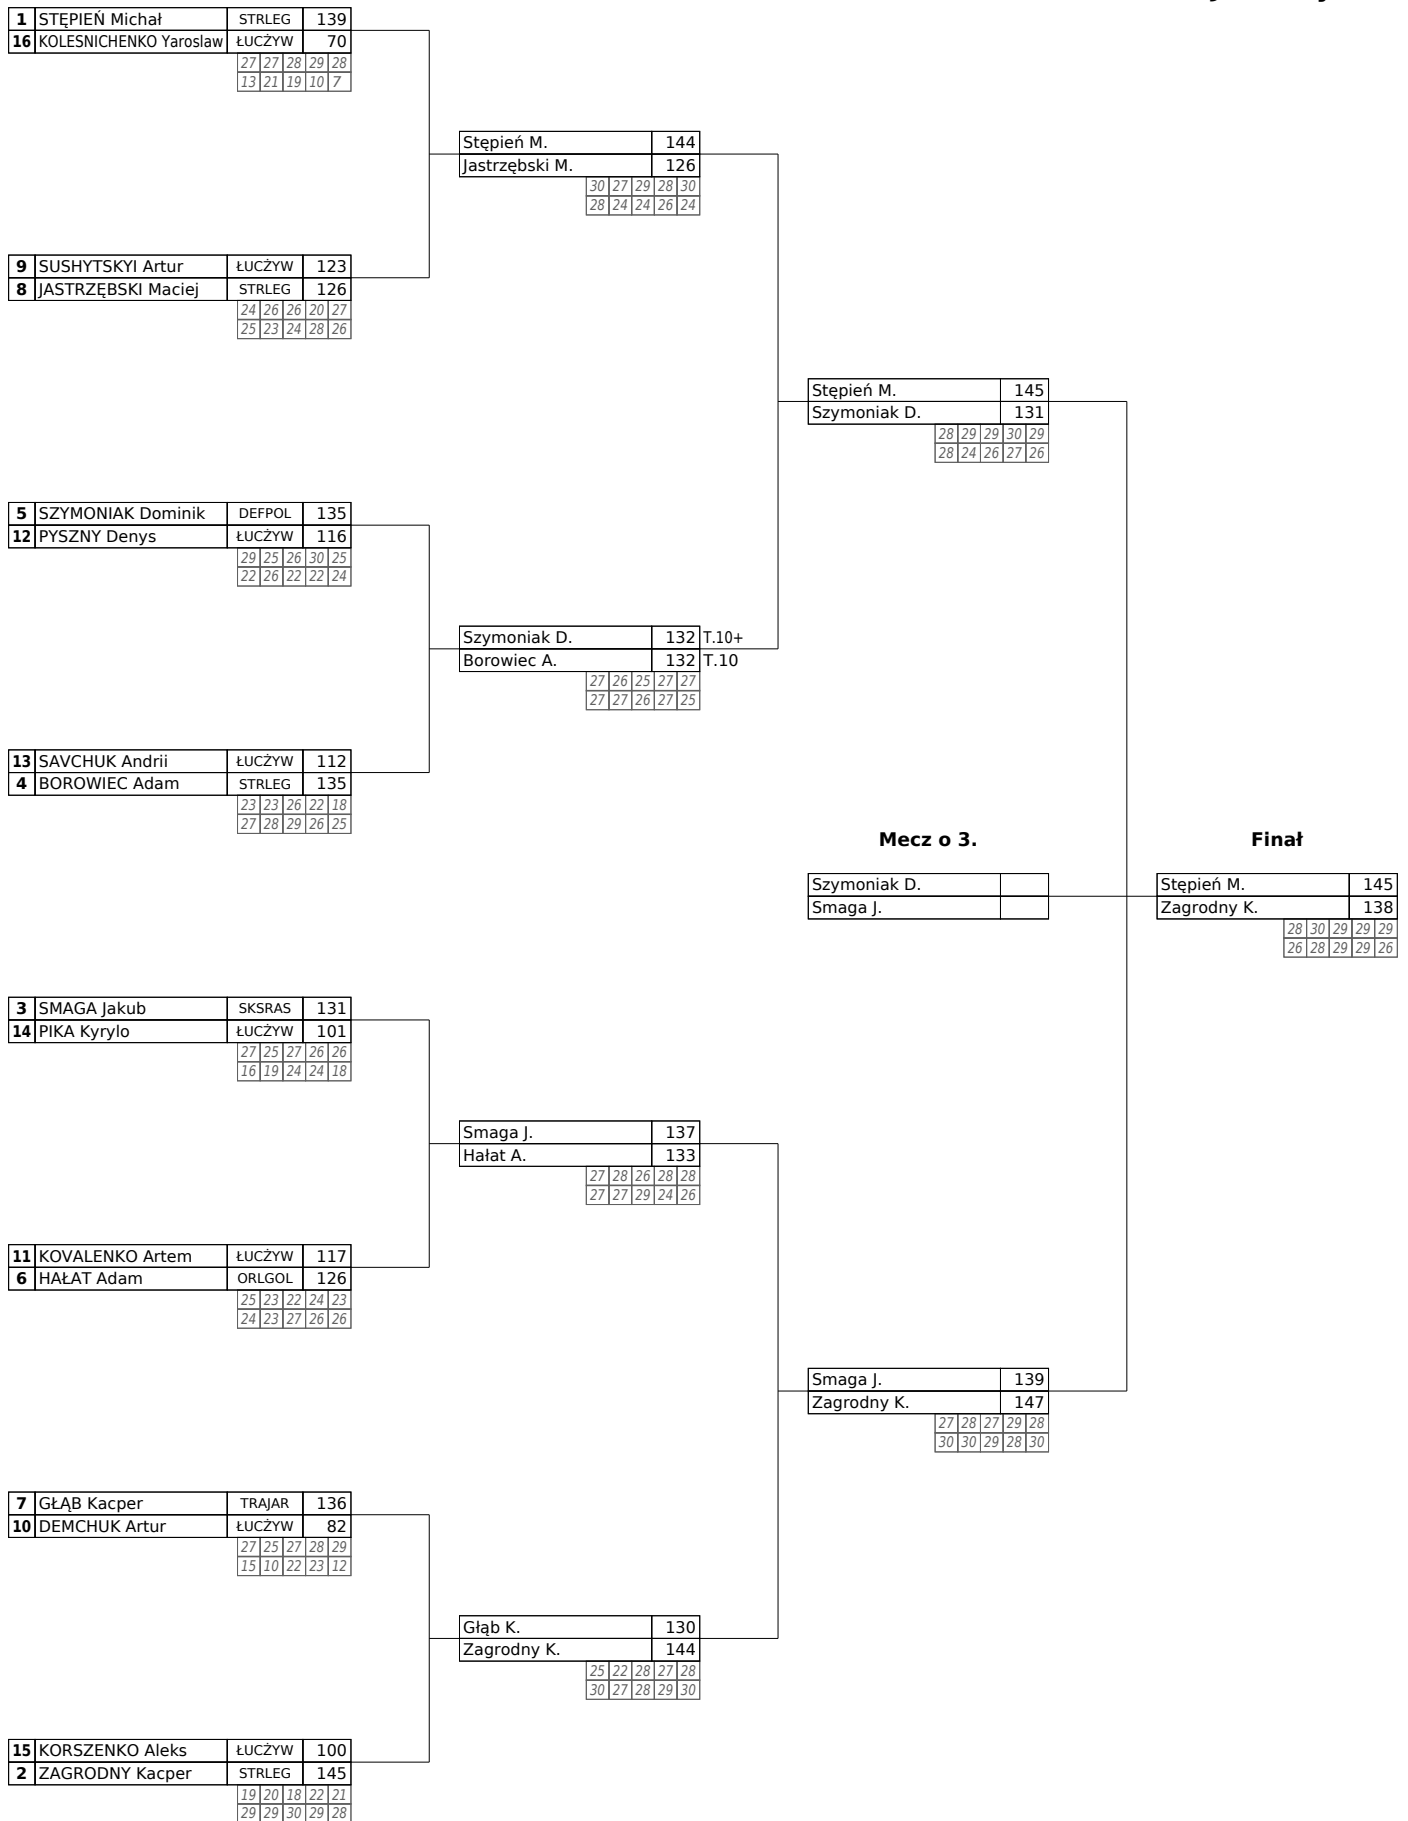 1 STĘPIEŃ Michał STRLEG 139
16 KOLESNICHENKO Yaroslaw ŁUCŻYW 70
27 27 28 29 28
13 21 19 10 7
Stępień M. 144
Jastrzębski M. 126
30 27 29 28 30
28 24 24 26 24
9 SUSHYTSKYI Artur ŁUCŻYW 123
8 JASTRZĘBSKI Maciej STRLEG 126
24 26 26 20 27
25 23 24 28 26
Stępień M. 145
Szymoniak D. 131
28 29 29 30 29
28 24 26 27 26
5 SZYMONIAK Dominik DEFPOL 135
12 PYSZNY Denys ŁUCŻYW 116
29 25 26 30 25
22 26 22 22 24
Szymoniak D. 132 T.10+
Borowiec A. 132 T.10
27 26 25 27 27
27 27 26 27 25
13 SAVCHUK Andrii ŁUCŻYW 112
4 BOROWIEC Adam STRLEG 135
23 23 26 22 18
27 28 29 26 25
Mecz o 3. Finał
Szymoniak D. Stępień M. 145
Smaga J. Zagrodny K. 138
28 30 29 29 29
26 28 29 29 26
3 SMAGA Jakub SKSRAS 131
14 PIKA Kyrylo ŁUCŻYW 101
27 25 27 26 26
16 19 24 24 18
Smaga J. 137
Hałat A. 133
27 28 26 28 28
27 27 29 24 26
11 KOVALENKO Artem ŁUCŻYW 117
6 HAŁAT Adam ORLGOL 126
25 23 22 24 23
24 23 27 26 26
Smaga J. 139
Zagrodny K. 147
27 28 27 29 28
30 30 29 28 30
7 GŁĄB Kacper TRAJAR 136
10 DEMCHUK Artur ŁUCŻYW 82
27 25 27 28 29
15 10 22 23 12
Głąb K. 130
Zagrodny K. 144
25 22 28 27 28
30 27 28 29 30
15 KORSZENKO Aleks ŁUCŻYW 100
2 ZAGRODNY Kacper STRLEG 145
19 20 18 22 21
29 29 30 29 28